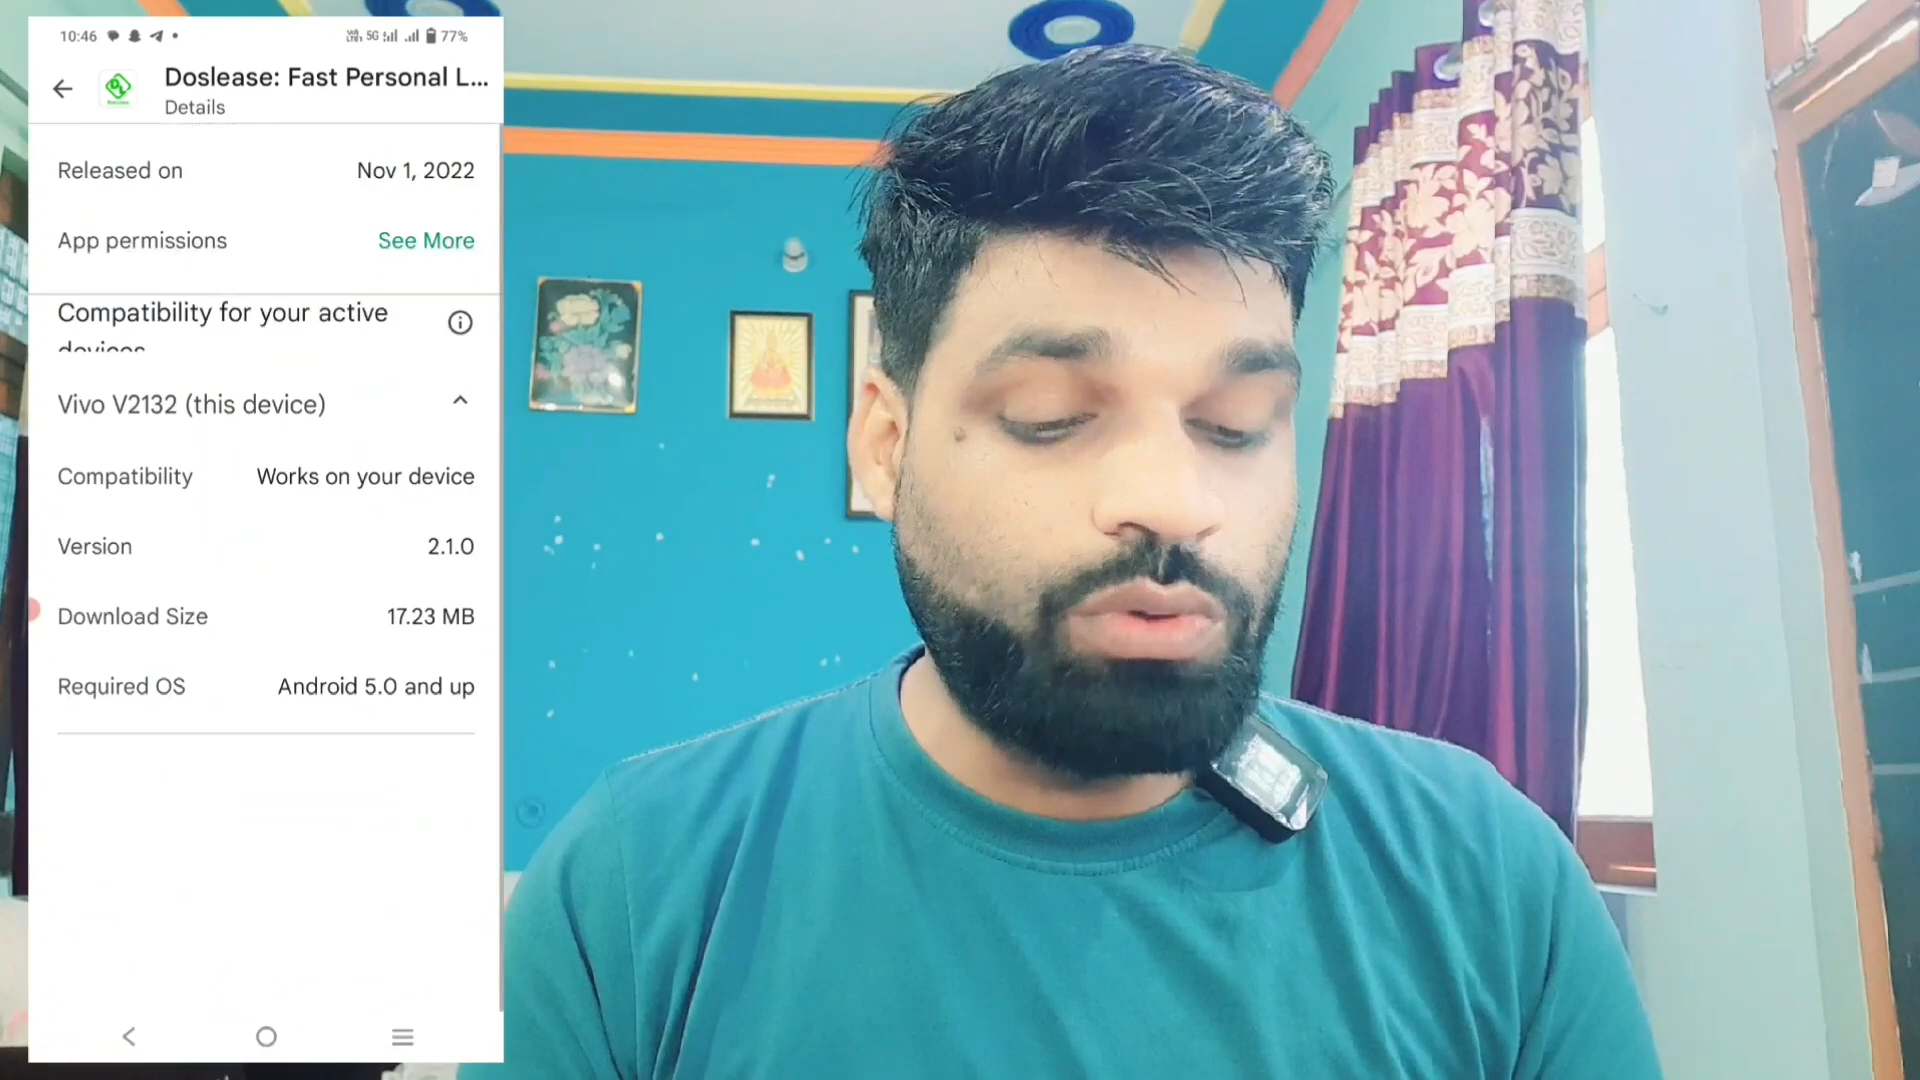 10:46
5G 77%
Doslease: Fast Personal L...
Details
Released on Nov 1, 2022
App permissions See More
Compatibility for your active
devices
Vivo V2132 (this device)
Compatibility Works on your device
Version 2.1.0
Download Size 17.23 MB
Required OS Android 5.0 and up